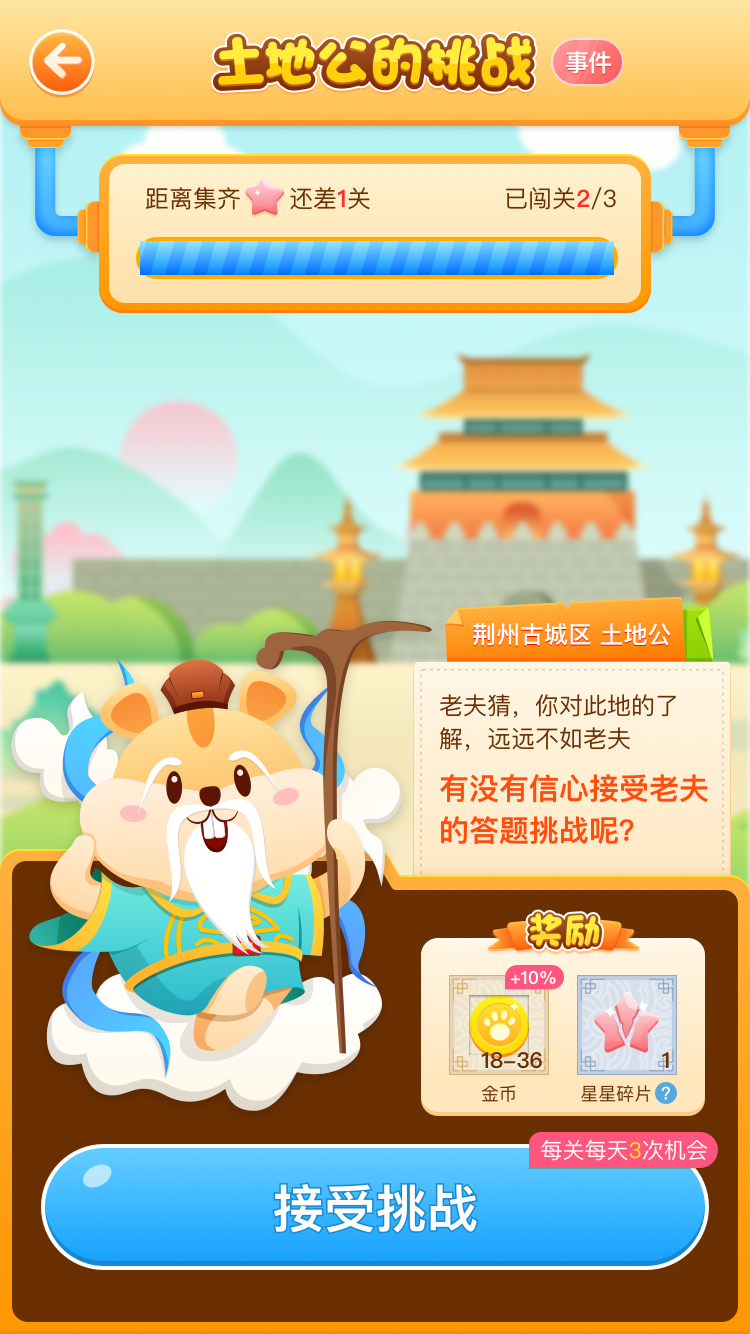 土地公的挑战
事件
距离集齐 还差1关
已闯关2/3
荆州古城区 土地公
老夫猜，你对此地的了
解，远远不如老夫
有没有信心接受老夫
的答题挑战呢?
奖励
+10%
18-36
1
金币
星星碎片?
每关每天3次机会
接受挑战